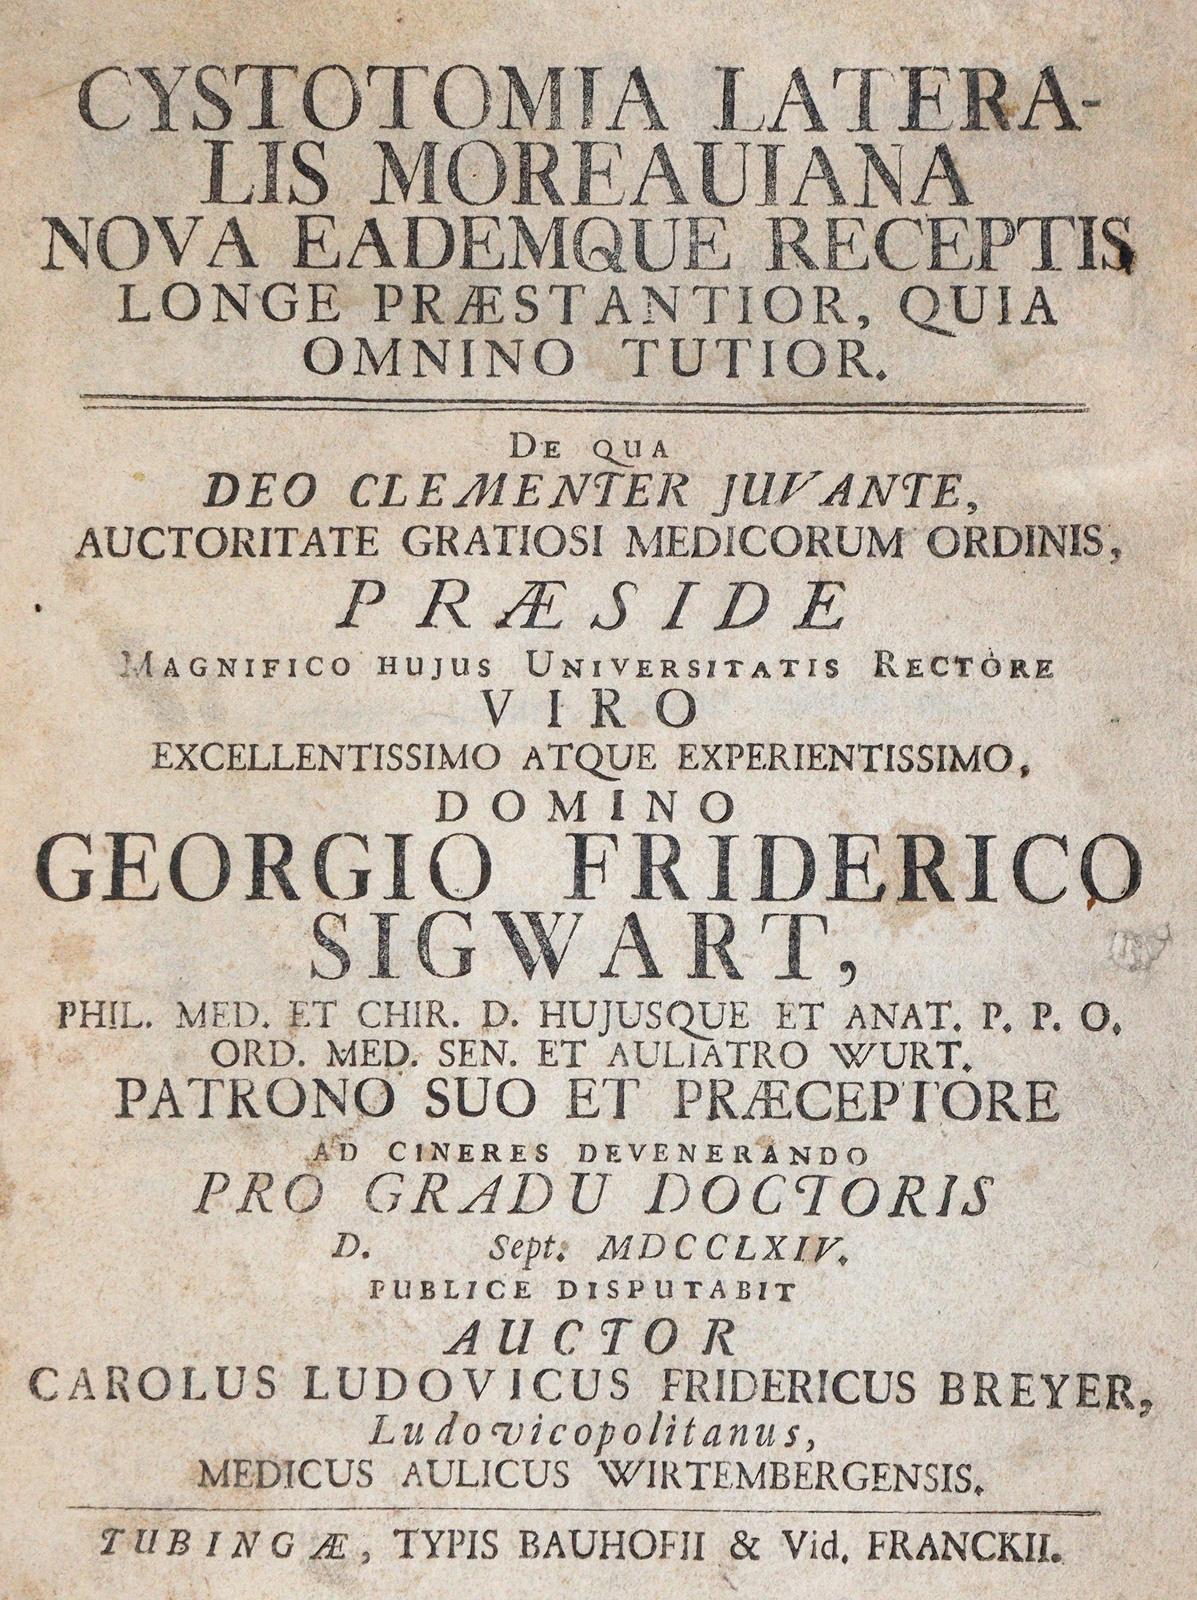 CYSTOTOMIA LATERA-
LIS MOREAUIANA
NOVA EADEMQUE RECEPTIS
LONGE PRÆSTANTIOR, QUIA
OMNINO TUTIOR.
DE QUA
DEO CLEMENTER JUVANTE,
AUCTORITATE GRATIOSI MEDICORUM ORDINIS,
PRÆSIDE
MAGNIFICO HUJUS UNIVERSITATIS RECTORE
VIRO
EXCELLENTISSIMO ATQUE EXPERIENTISSIMO,
DOMINO
GEORGIO FRIDERICO
SIGWART,
PHIL. MED. ET CHIR. D. HUJUSQUE ET ANAT. P. P. O.
ORD. MED. SEN. ET AULIATRO WURT.
PATRONO SUO ET PRÆCEPTORE
AD CINERES DEVENERANDO
PRO GRADU DOCTORIS
D. Sept. MDCCLXIV.
PUBLICE DISPUTABIT
AUCTOR
CAROLUS LUDOVICUS FRIDERICUS BREYER,
Ludovicopolitanus,
MEDICUS AULICUS WIRTEMBERGENSIS.
TUBINGÆ, TYPIS BAUHOFII & Vid. FRANCKII.